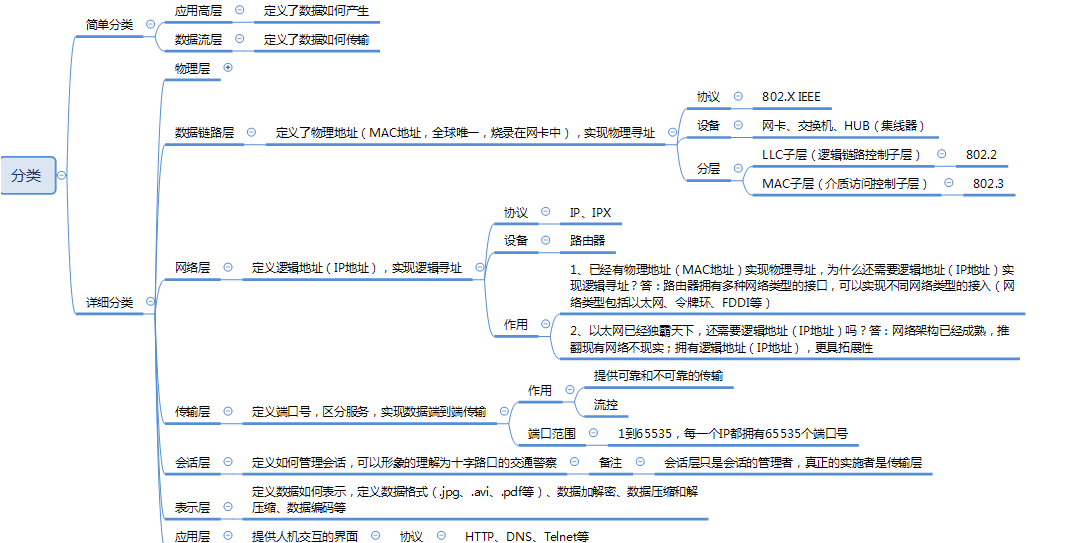 分类
简单分类
应用高层
定义了数据如何产生
数据流层
定义了数据如何传输
详细分类
物理层
数据链路层
定义了物理地址（MAC地址，全球唯一，烧录在网卡中），实现物理寻址
协议
802.X IEEE
设备
网卡、交换机、HUB（集线器）
分层
LLC子层（逻辑链路控制子层）
802.2
MAC子层（介质访问控制子层）
802.3
网络层
定义逻辑地址（IP地址），实现逻辑寻址
协议
IP、IPX
设备
路由器
作用
1、已经有物理地址（MAC地址）实现物理寻址，为什么还需要逻辑地址（IP地址）实
现逻辑寻址？答：路由器拥有多种网络类型的接口，可以实现不同网络类型的接入（网
络类型包括以太网、令牌环、FDDI等）
2、以太网已经独霸天下，还需要逻辑地址（IP地址）吗？答：网络架构已经成熟，推
翻现有网络不现实；拥有逻辑地址（IP地址），更具拓展性
传输层
定义端口号，区分服务，实现数据端到端传输
作用
提供可靠和不可靠的传输
流控
端口范围
1到65535，每一个IP都拥有65535个端口号
会话层
定义如何管理会话，可以形象的理解为十字路口的交通警察
备注
会话层只是会话的管理者，真正的实施者是传输层
表示层
定义数据如何表示，定义数据格式（.jpg、.avi、.pdf等）、数据加解密、数据压缩和解
压缩、数据编码等
应用层
提供人机交互的界面
协议
HTTP、DNS、Telnet等